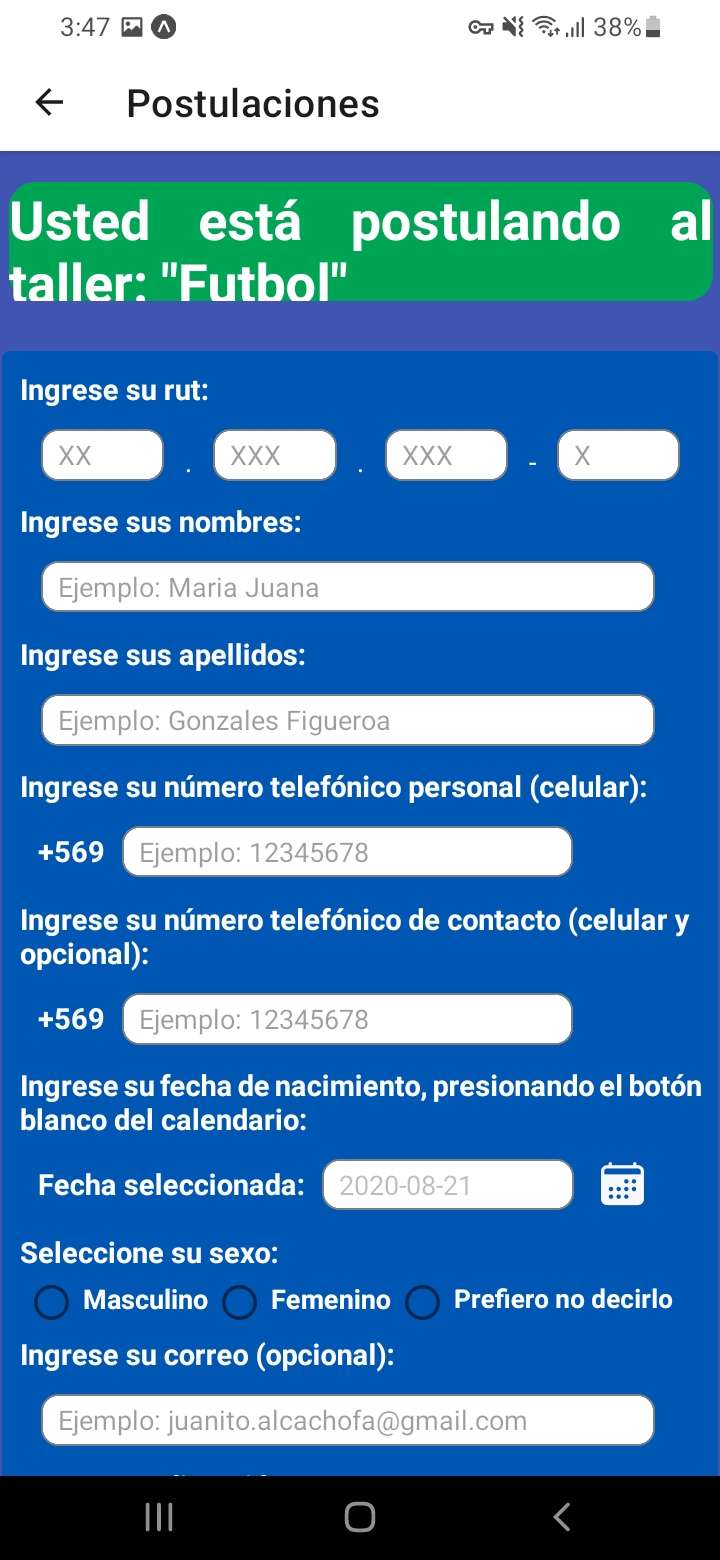 3:47 38%
Postulaciones
Usted está postulando al
taller: "Futbol"
Ingrese su rut:
XX . XXX . XXX - X
Ingrese sus nombres:
Ejemplo: Maria Juana
Ingrese sus apellidos:
Ejemplo: Gonzales Figueroa
Ingrese su número telefónico personal (celular):
+569 Ejemplo: 12345678
Ingrese su número telefónico de contacto (celular y
opcional):
+569 Ejemplo: 12345678
Ingrese su fecha de nacimiento, presionando el botón
blanco del calendario:
Fecha seleccionada: 2020-08-21
Seleccione su sexo:
Masculino Femenino Prefiero no decirlo
Ingrese su correo (opcional):
Ejemplo: juanito.alcachofa@gmail.com